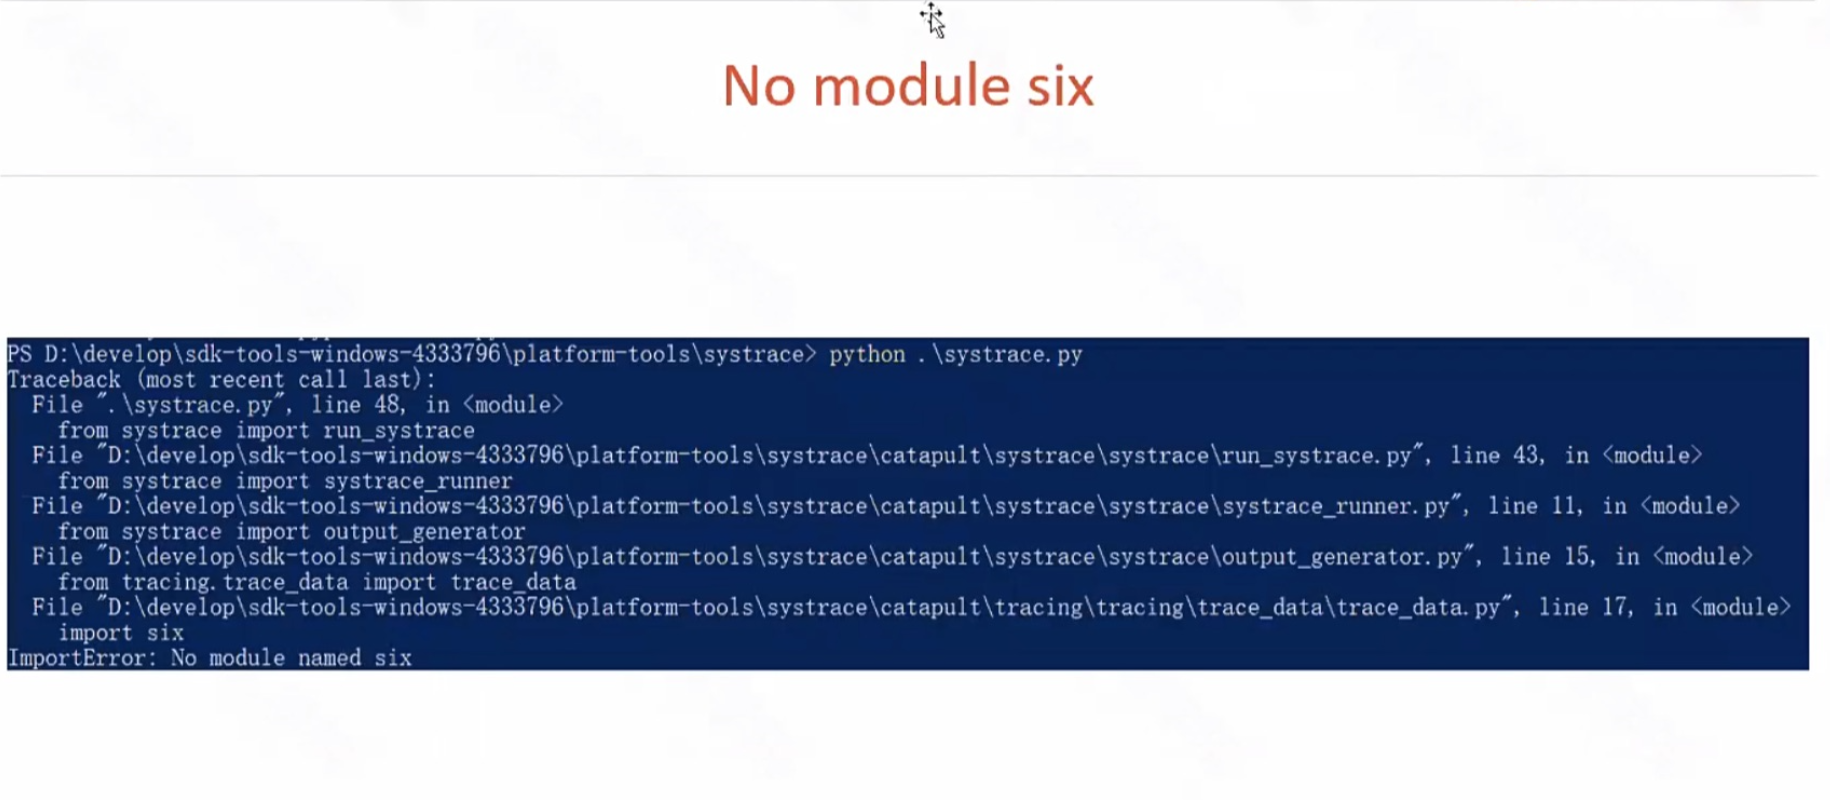 No module six
PS D:\develop\sdk-tools-windows-4333796\platform-tools\systrace> python .\systrace.py
Traceback (most recent call last):
  File ".\systrace.py", line 48, in <module>
    from systrace import run_systrace
  File "D:\develop\sdk-tools-windows-4333796\platform-tools\systrace\catapult\systrace\systrace\run_systrace.py", line 43, in <module>
    from systrace import systrace_runner
  File "D:\develop\sdk-tools-windows-4333796\platform-tools\systrace\catapult\systrace\systrace\systrace_runner.py", line 11, in <module>
    from systrace import output_generator
  File "D:\develop\sdk-tools-windows-4333796\platform-tools\systrace\catapult\systrace\systrace\output_generator.py", line 15, in <module>
    from tracing.trace_data import trace_data
  File "D:\develop\sdk-tools-windows-4333796\platform-tools\systrace\catapult\tracing\tracing\trace_data\trace_data.py", line 17, in <module>
    import six
ImportError: No module named six